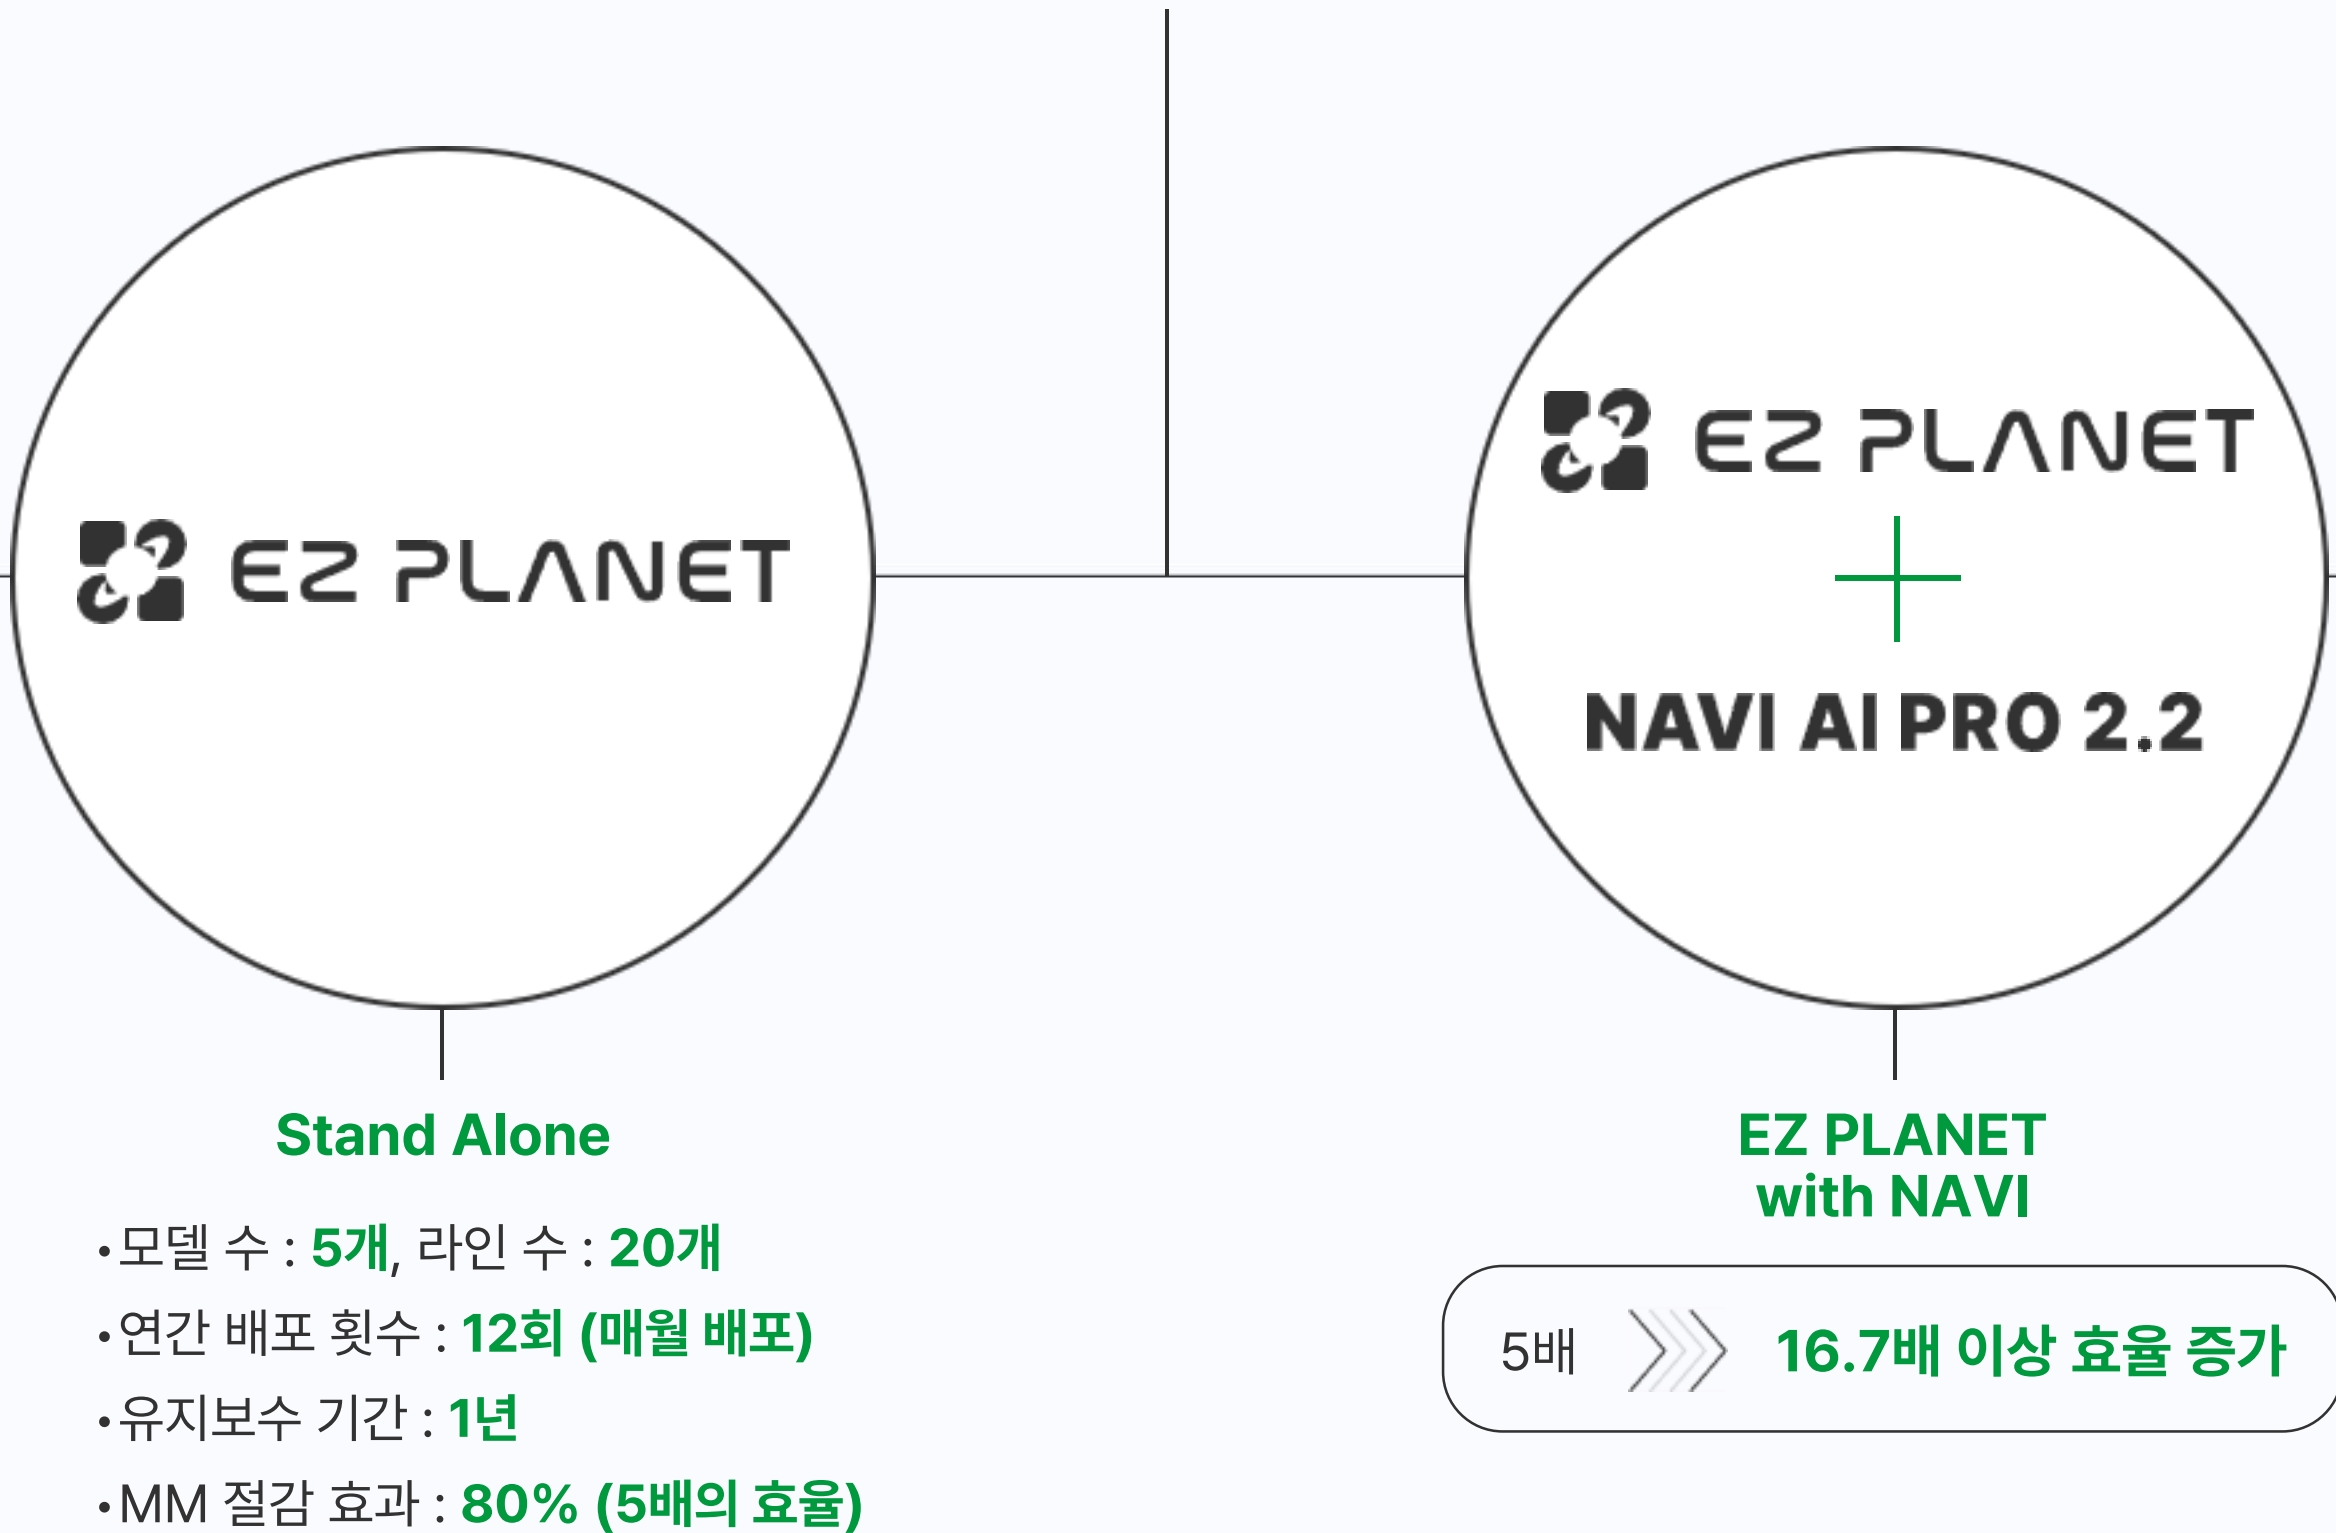 EZ PLANET
Stand Alone
•모델 수 : 5개, 라인 수 : 20개
•연간 배포 횟수 : 12회 (매월 배포)
•유지보수 기간 : 1년
•MM 절감 효과 : 80% (5배의 효율)
EZ PLANET
+
NAVI AI PRO 2.2
EZ PLANET
with NAVI
5배 16.7배 이상 효율 증가